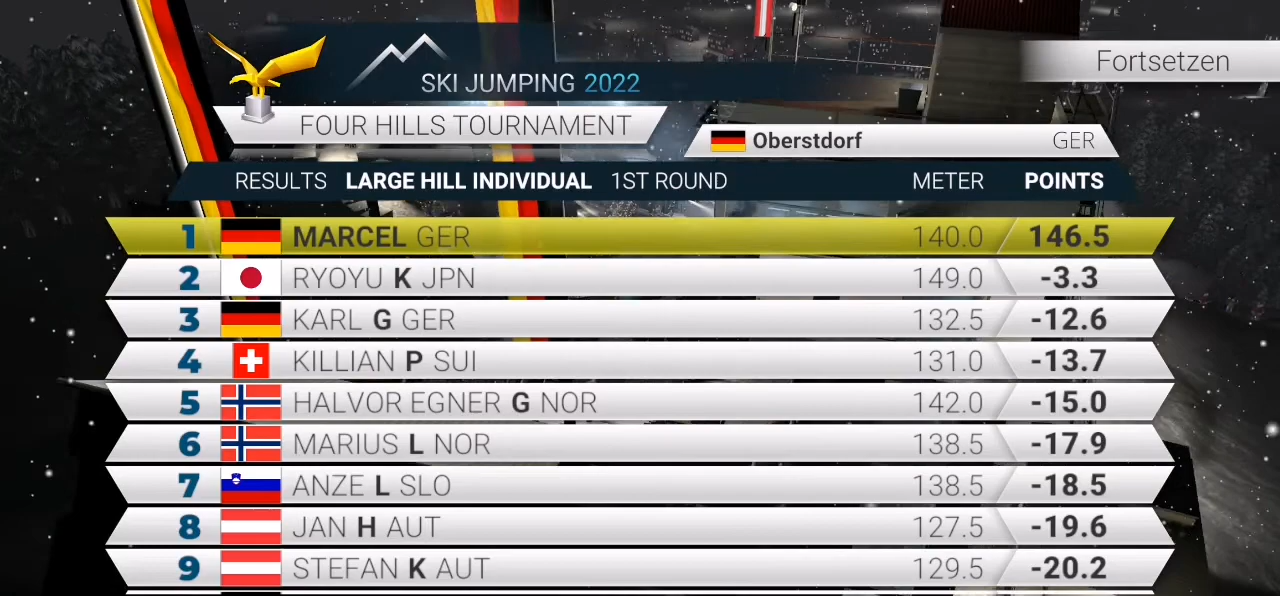 Fortsetzen
SKI JUMPING 2022
FOUR HILLS TOURNAMENT
Oberstdorf GER
RESULTS LARGE HILL INDIVIDUAL 1ST ROUND METER POINTS
1 MARCEL GER 140.0 146.5
2 RYOYU K JPN 149.0 -3.3
3 KARL G GER 132.5 -12.6
4 KILLIAN P SUI 131.0 -13.7
5 HALVOR EGNER G NOR 142.0 -15.0
6 MARIUS L NOR 138.5 -17.9
7 ANZE L SLO 138.5 -18.5
8 JAN H AUT 127.5 -19.6
9 STEFAN K AUT 129.5 -20.2